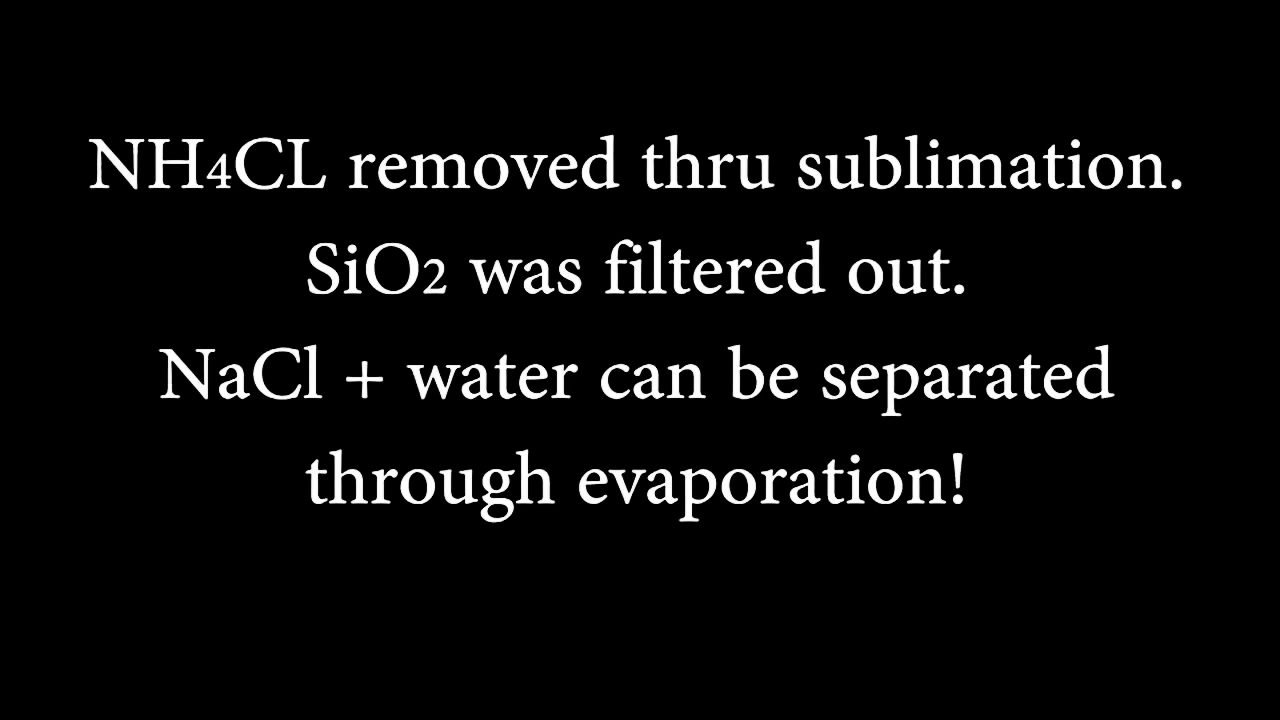 NH4CL removed thru sublimation.
SiO2 was filtered out.
NaCl + water can be separated
through evaporation!